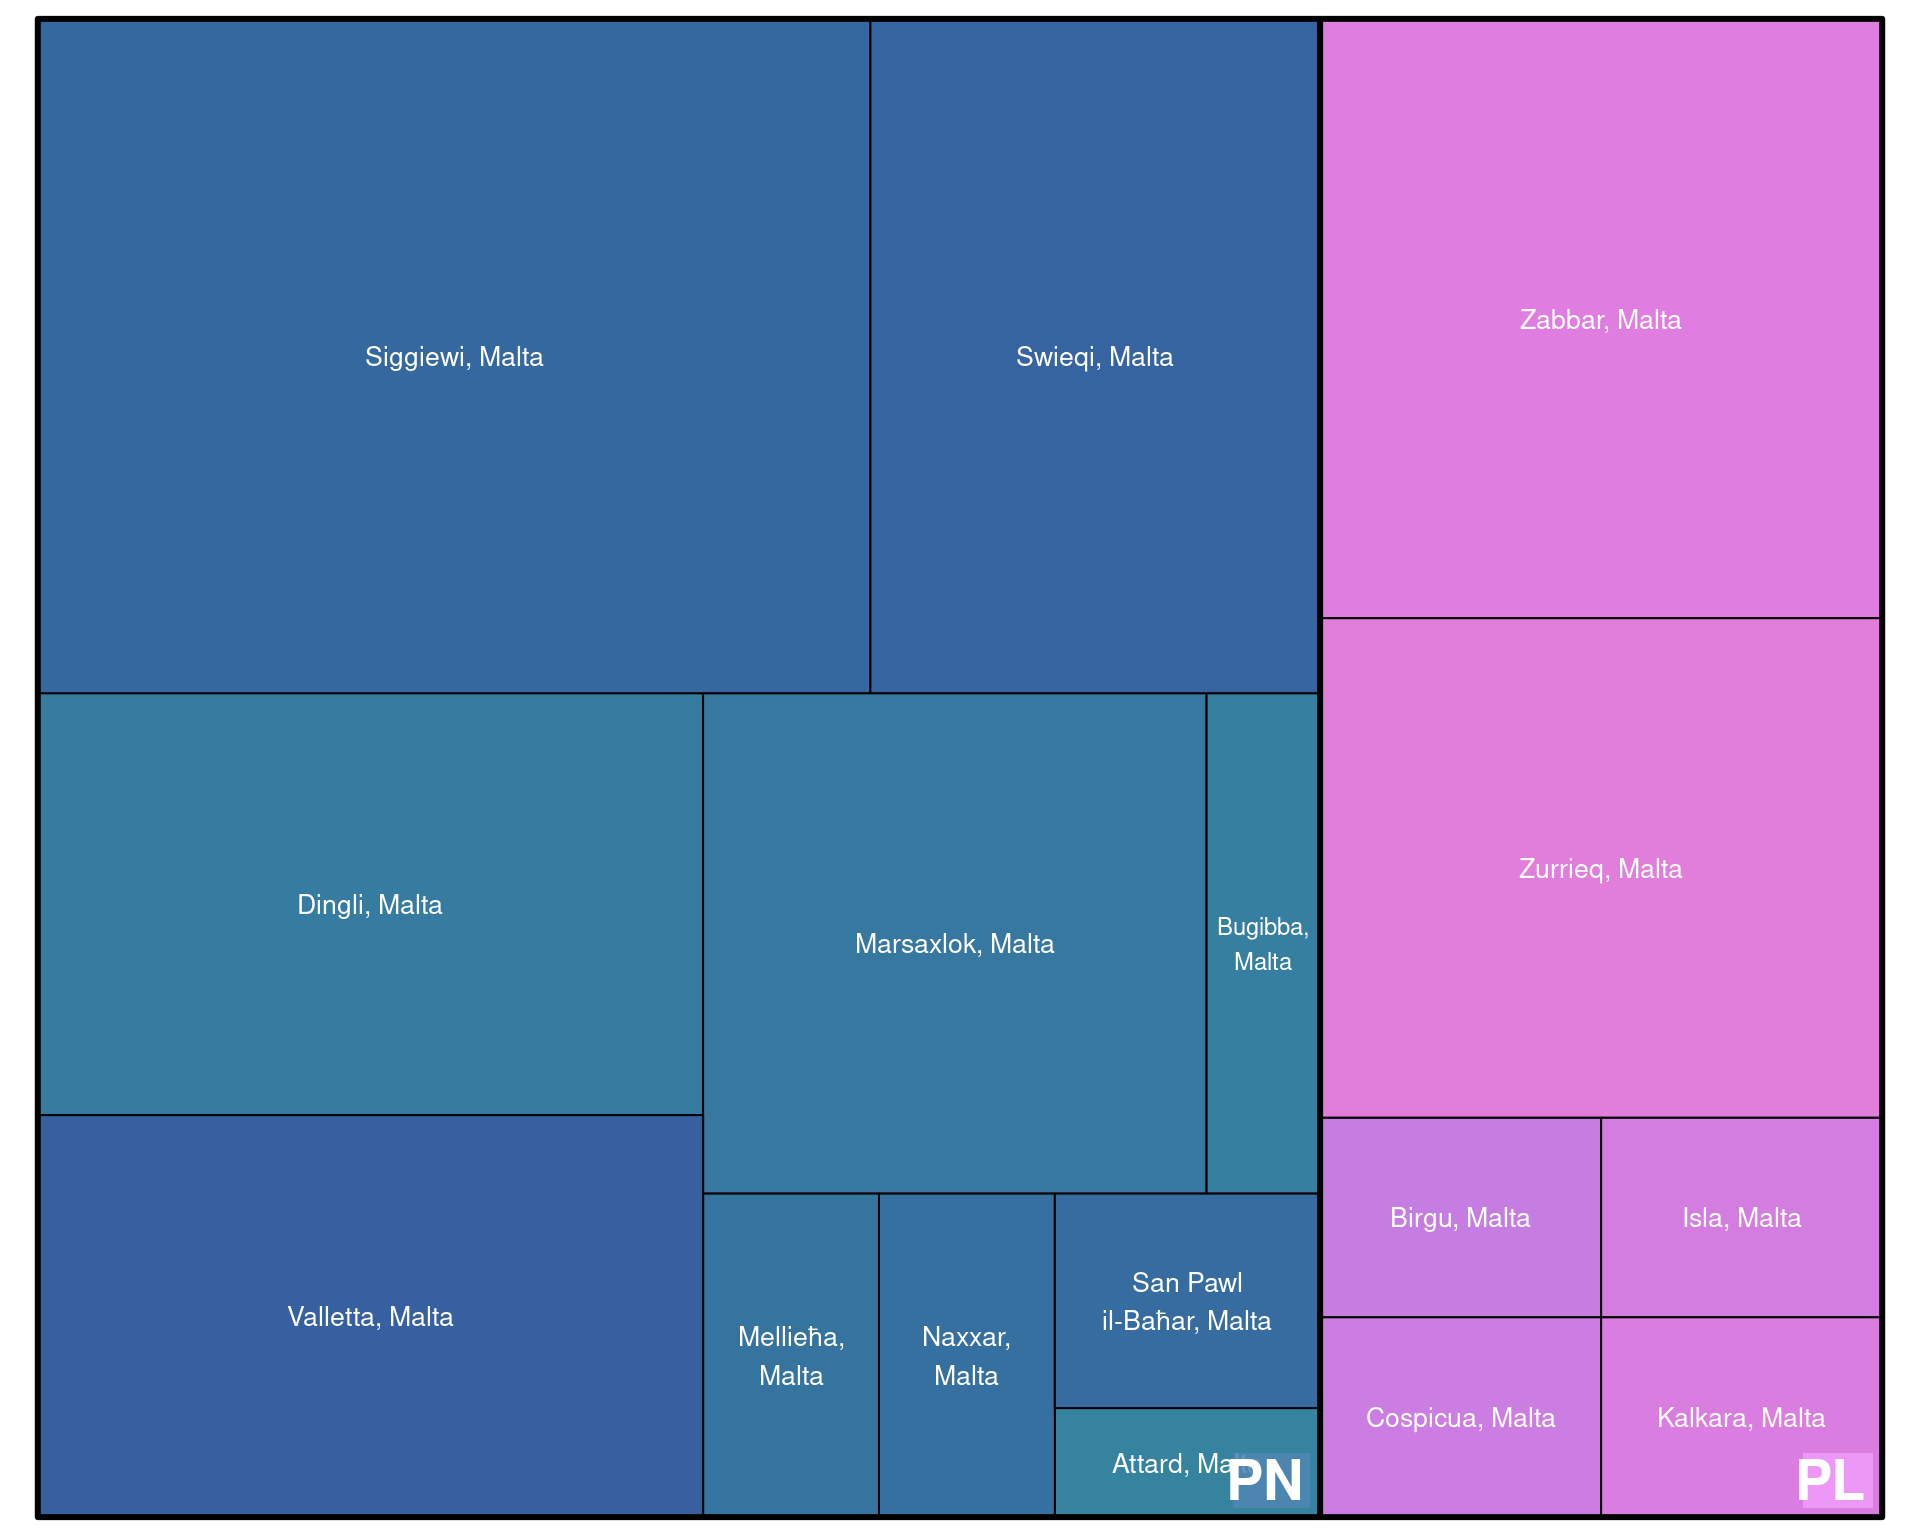 Siggiewi, Malta
Swieqi, Malta
Zabbar, Malta
Dingli, Malta
Marsaxlok, Malta
Bugibba,
Malta
Zurrieq, Malta
Valletta, Malta
Mellieħa,
Malta
Naxxar,
Malta
San Pawl
il-Baħar, Malta
Attard, Malta
PN
Birgu, Malta
Isla, Malta
Cospicua, Malta
Kalkara, Malta
PL